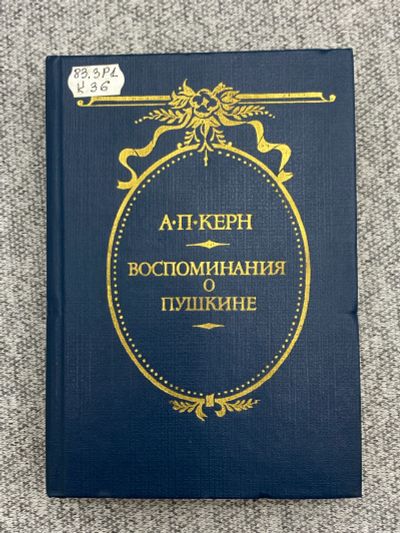 83.3Р1
К 36
А·П·КЕРН
ВОСПОМИНАНИЯ
О
ПУШКИНЕ